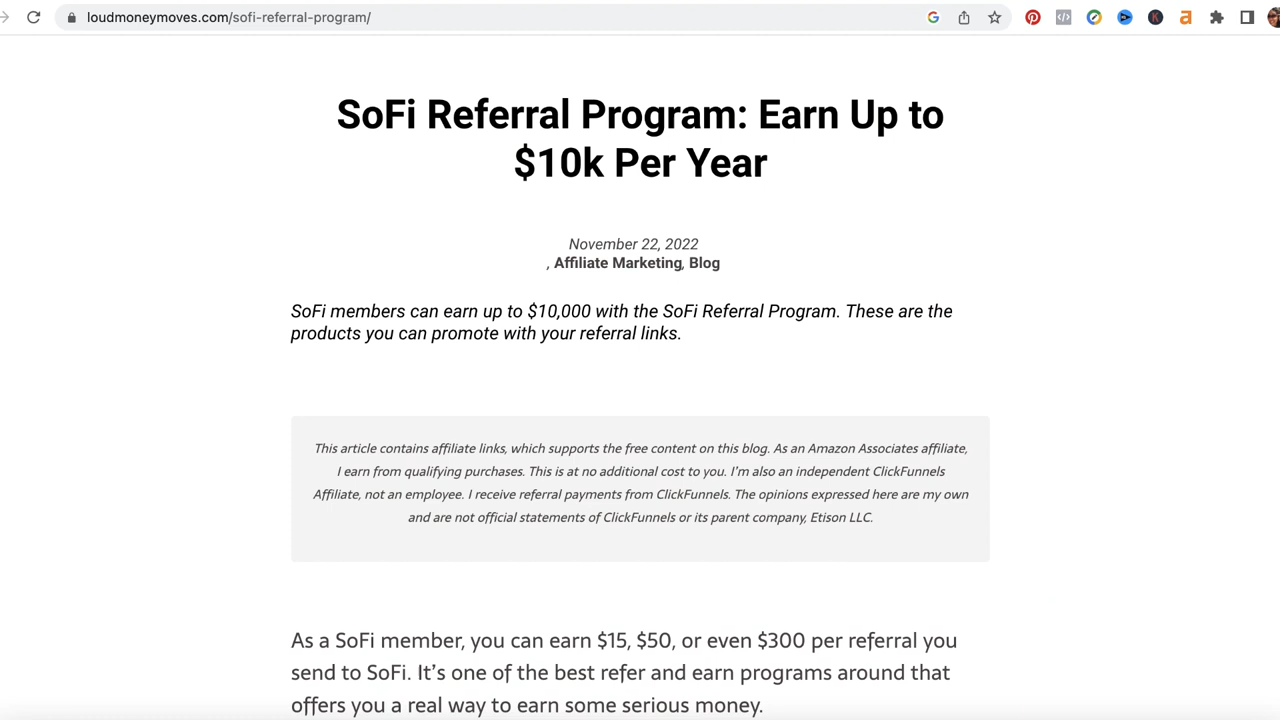 loudmoneymoves.com/sofi-referral-program/
SoFi Referral Program: Earn Up to
$10k Per Year
November 22, 2022
, Affiliate Marketing, Blog
SoFi members can earn up to $10,000 with the SoFi Referral Program. These are the
products you can promote with your referral links.
This article contains affiliate links, which supports the free content on this blog. As an Amazon Associates affiliate,
I earn from qualifying purchases. This is at no additional cost to you. I'm also an independent ClickFunnels
Affiliate, not an employee. I receive referral payments from ClickFunnels. The opinions expressed here are my own
and are not official statements of ClickFunnels or its parent company, Etison LLC.
As a SoFi member, you can earn $15, $50, or even $300 per referral you
send to SoFi. It's one of the best refer and earn programs around that
offers you a real way to earn some serious money.